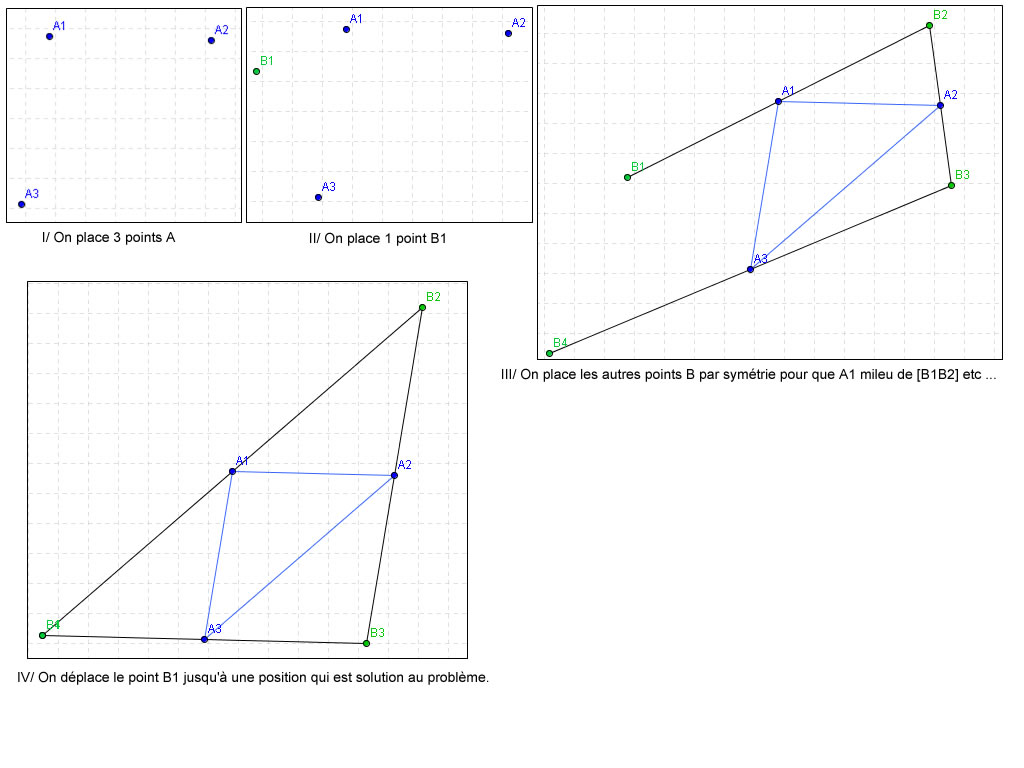 A1
A2
A3
I/ On place 3 points A
A1
A2
B1
A3
II/ On place 1 point B1
B2
A1
A2
B1
B3
A3
B4
III/ On place les autres points B par symétrie pour que A1 mileu de [B1B2] etc ...
B2
A1
A2
B4
A3
B3
IV/ On déplace le point B1 jusqu'à une position qui est solution au problème.